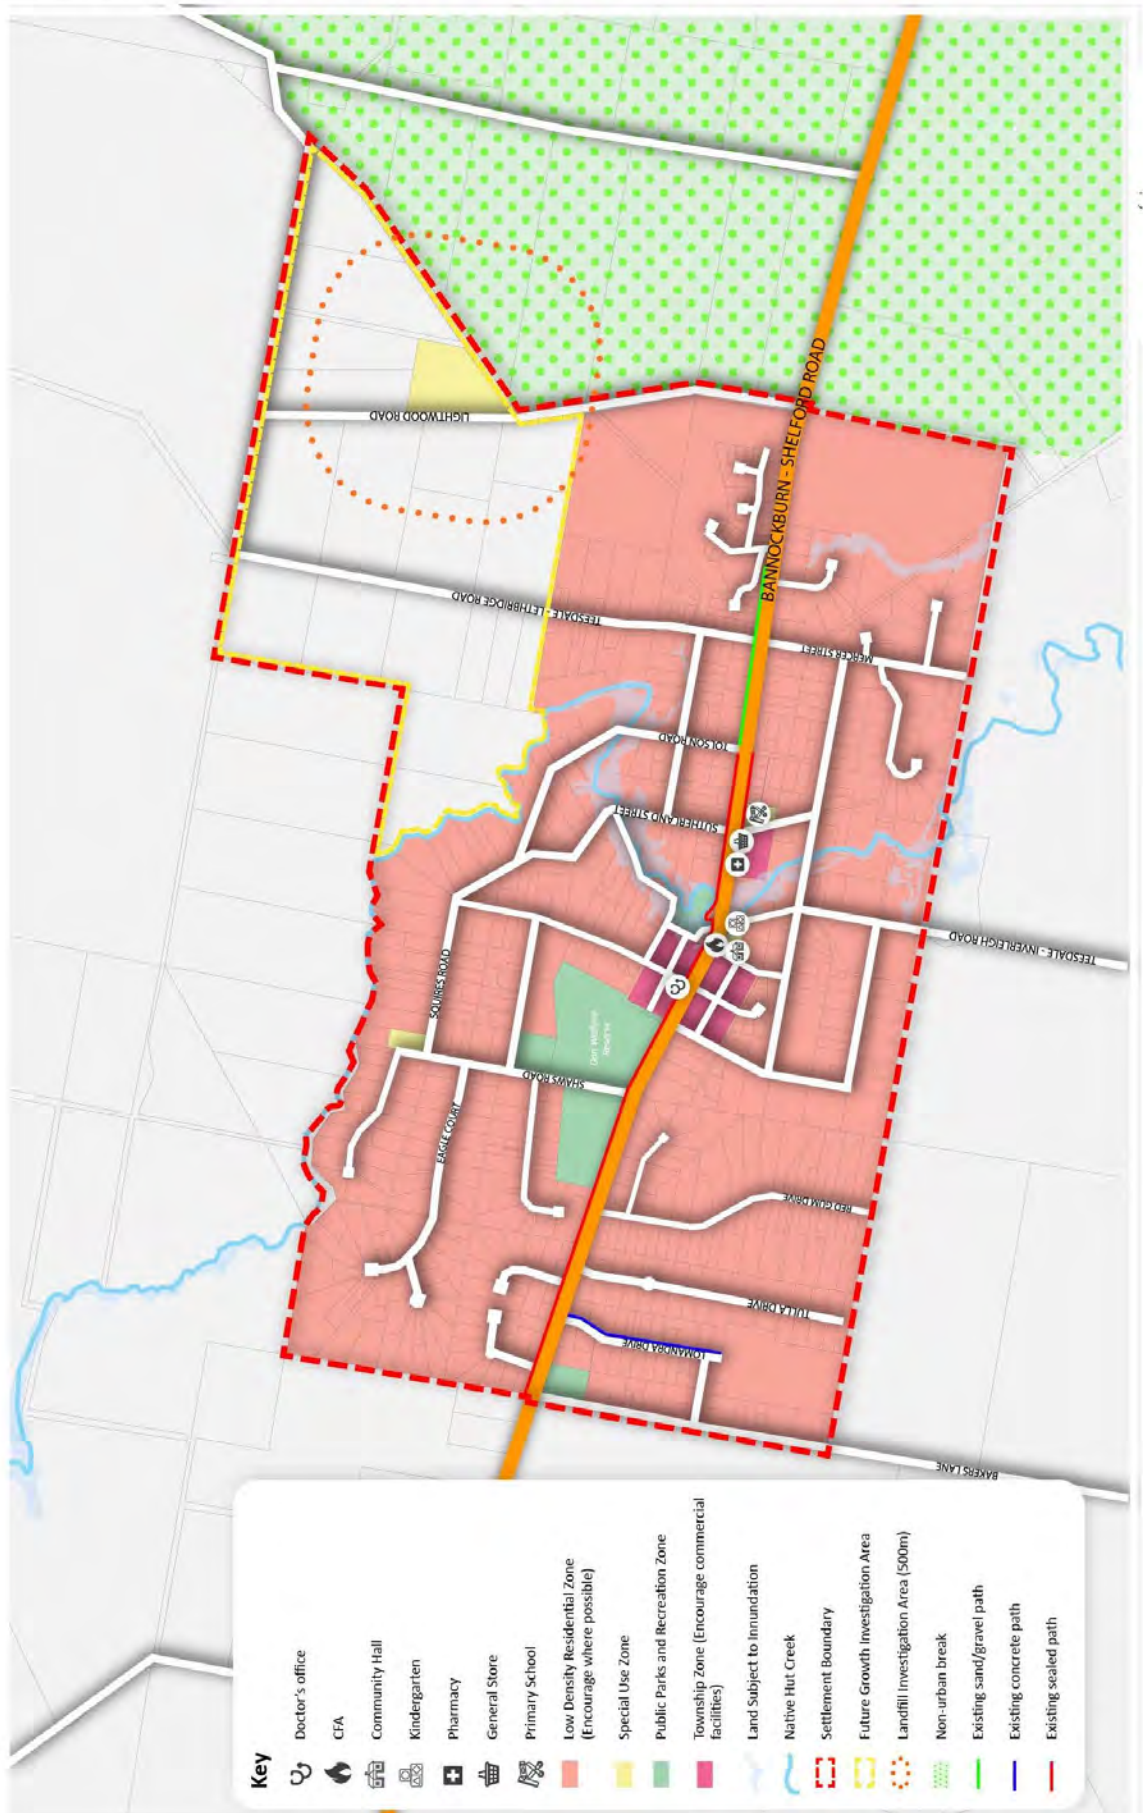 Key
Doctor's office
CFA
Community Hall
Kindergarten
Pharmacy
General Store
Primary School
Low Density Residential Zone
(Encourage where possible)
Special Use Zone
Public Parks and Recreation Zone
Township Zone (Encourage commercial
facilities)
Land Subject to Innundation
Native Hut Creek
Settlement Boundary
Future Growth Investigation Area
Landfill Investigation Area (500m)
Non-urban break
Existing sand/gravel path
Existing concrete path
Existing sealed path
BANNOCKBURN - SHELFORD ROAD
LIGHTWOOD ROAD
TEESDALE - LETHBRIDGE ROAD
MERCER STREET
TOLSON ROAD
SUTHERLAND STREET
TEESDALE - INVERLEIGH ROAD
SQUIRES ROAD
SHAWS ROAD
Don Wallace
Reserve
EAGLE COURT
RED GUM DRIVE
TULLA DRIVE
LOMANDRA DRIVE
BAKERS LANE